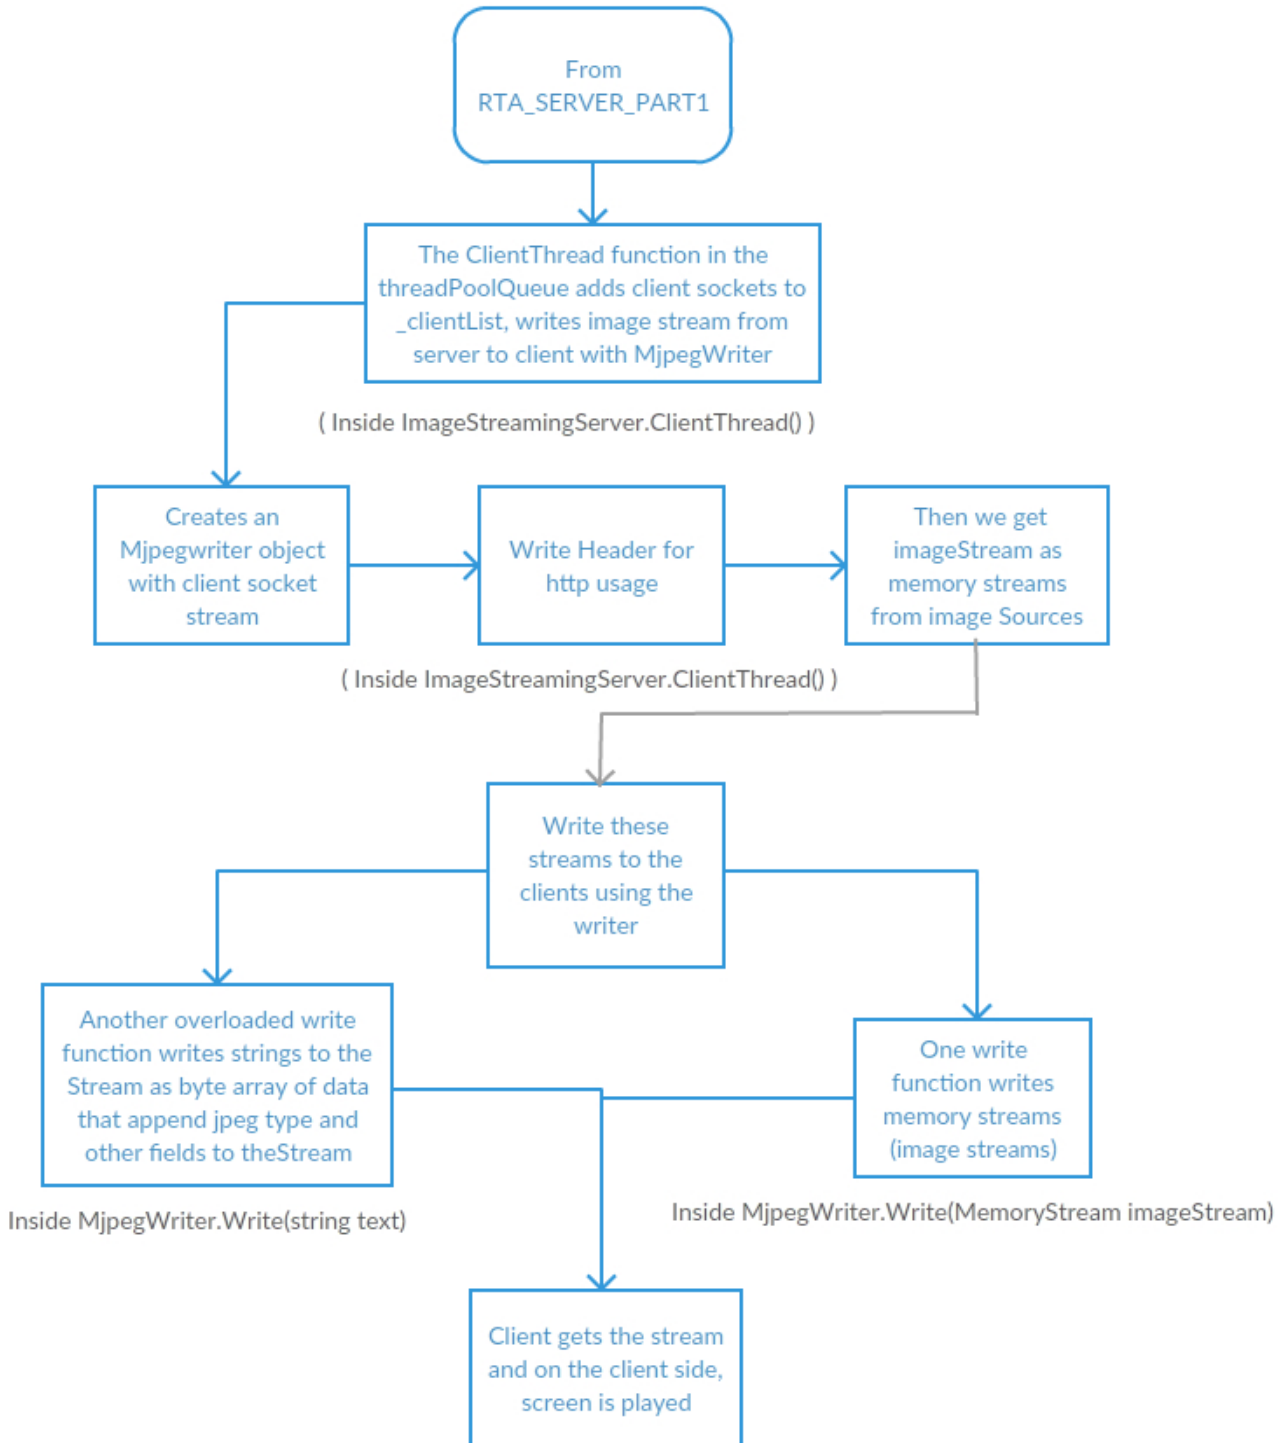 From
RTA_SERVER_PART1
The ClientThread function in the
threadPoolQueue adds client sockets to
_clientList, writes image stream from
server to client with MjpegWriter
( Inside ImageStreamingServer.ClientThread() )
Creates an
Mjpegwriter object
with client socket
stream
Write Header for
http usage
Then we get
imageStream as
memory streams
from image Sources
( Inside ImageStreamingServer.ClientThread() )
Write these
streams to the
clients using the
writer
Another overloaded write
function writes strings to the
Stream as byte array of data
that append jpeg type and
other fields to theStream
Inside MjpegWriter.Write(string text)
One write
function writes
memory streams
(image streams)
Inside MjpegWriter.Write(MemoryStream imageStream)
Client gets the stream
and on the client side,
screen is played